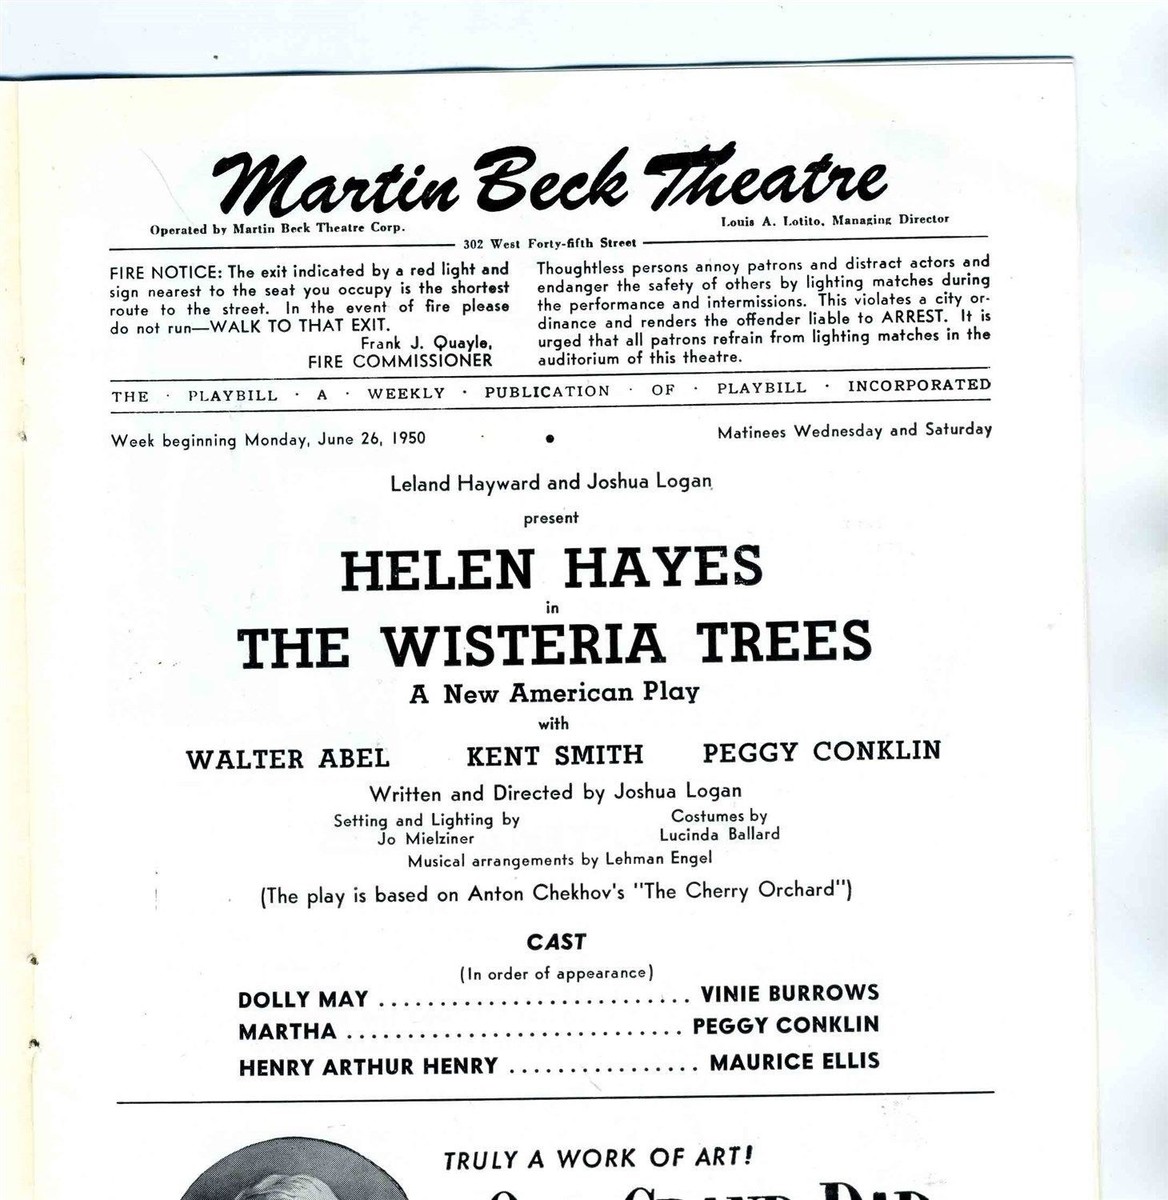 Martin Beck Theatre
Operated by Martin Beck Theatre Corp.
Louis A. Lotito, Managing Director
302 West Forty-fifth Street
FIRE NOTICE: The exit indicated by a red light and
sign nearest to the seat you occupy is the shortest
route to the street. In the event of fire please
do not run—WALK TO THAT EXIT.
Frank J. Quayle,
FIRE COMMISSIONER
Thoughtless persons annoy patrons and distract actors and
endanger the safety of others by lighting matches during
the performance and intermissions. This violates a city or-
dinance and renders the offender liable to ARREST. It is
urged that all patrons refrain from lighting matches in the
auditorium of this theatre.
THE · PLAYBILL · A · WEEKLY · PUBLICATION · OF · PLAYBILL · INCORPORATED
Week beginning Monday, June 26, 1950 • Matinees Wednesday and Saturday
Leland Hayward and Joshua Logan
present
HELEN HAYES
in
THE WISTERIA TREES
A New American Play
with
WALTER ABEL KENT SMITH PEGGY CONKLIN
Written and Directed by Joshua Logan
Setting and Lighting by
Jo Mielziner
Costumes by
Lucinda Ballard
Musical arrangements by Lehman Engel
(The play is based on Anton Chekhov's "The Cherry Orchard")
CAST
(In order of appearance)
DOLLY MAY .......................... VINIE BURROWS
MARTHA ............................ PEGGY CONKLIN
HENRY ARTHUR HENRY ................ MAURICE ELLIS
TRULY A WORK OF ART!